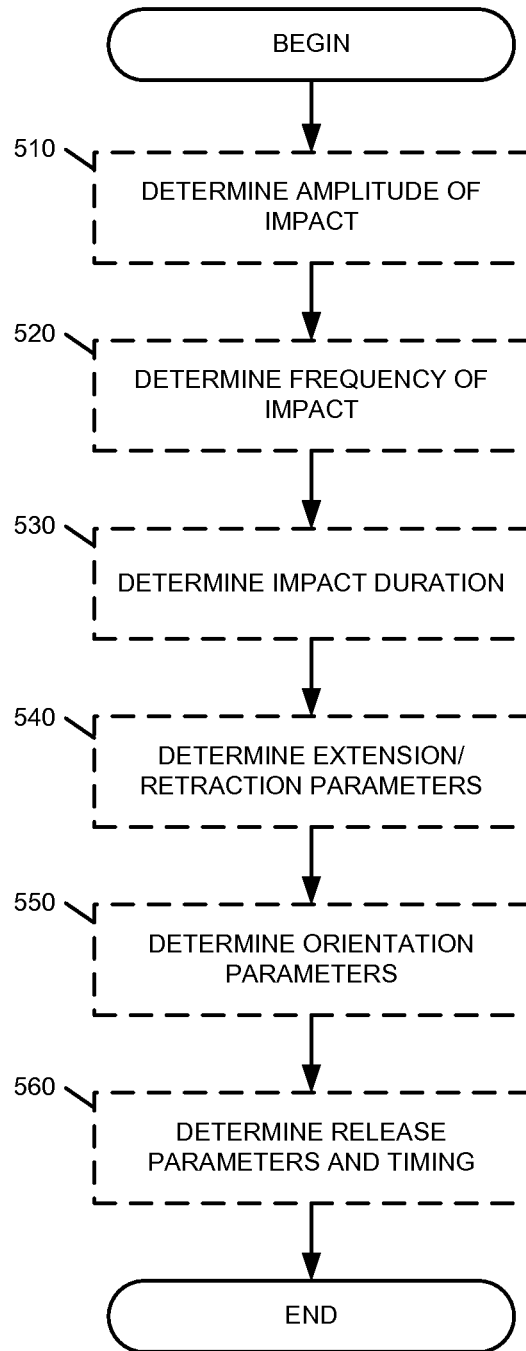 BEGIN
510
DETERMINE AMPLITUDE OF
IMPACT
520
DETERMINE FREQUENCY OF
IMPACT
530
DETERMINE IMPACT DURATION
540
DETERMINE EXTENSION/
RETRACTION PARAMETERS
550
DETERMINE ORIENTATION
PARAMETERS
560
DETERMINE RELEASE
PARAMETERS AND TIMING
END